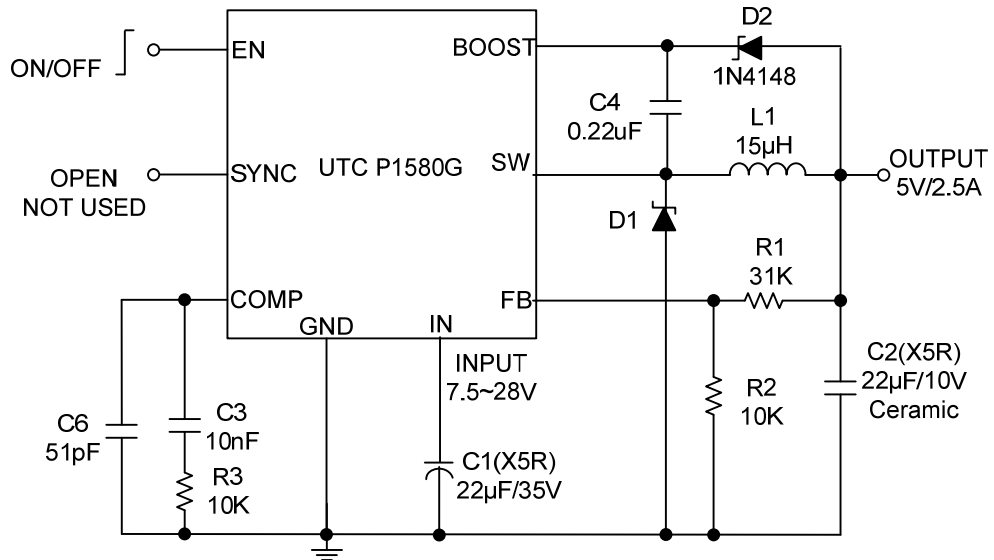 D2
1N4148
ON/OFF
EN
BOOST
C4
0.22uF
L1
15µH
OPEN
NOT USED
SYNC
UTC P1580G
SW
OUTPUT
5V/2.5A
D1
R1
31K
COMP
GND
IN
FB
INPUT
7.5~28V
C2(X5R)
22µF/10V
Ceramic
R2
10K
C6
51pF
C3
10nF
R3
10K
C1(X5R)
22µF/35V